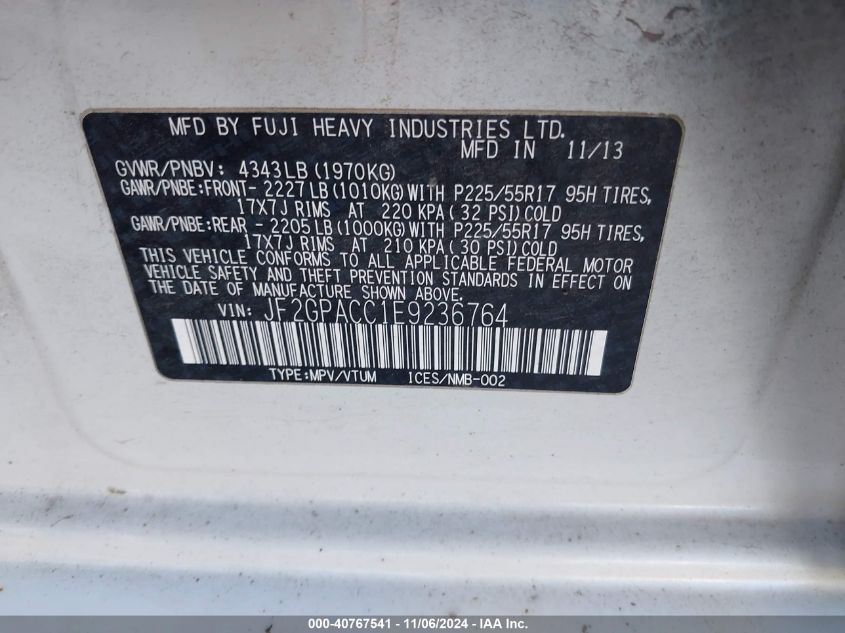 MFD BY FUJI HEAVY INDUSTRIES LTD.
MFD IN 11/13
GVWR/PNBV: 4343LB (1970KG)
GAWR/PNBE:FRONT- 2227LB(1010KG)WITH P225/55R17 95H TIRES,
17X7J RIMS AT 220 KPA( 32 PSI)COLD
GAWR/PNBE:REAR - 2205LB(1000KG)WITH P225/55R17 95H TIRES,
17X7J RIMS AT 210 KPA( 30 PSI)COLD
THIS VEHICLE CONFORMS TO ALL APPLICABLE FEDERAL MOTOR
VEHICLE SAFETY AND THEFT PREVENTION STANDARDS IN EFFECT ON
THE DATE OF MANUFACTURE SHOWN ABOVE.
VIN: JF2GPACC1E9236764
TYPE:MPV/VTUM ICES/NMB-002
000-40767541 - 11/06/2024 - IAA Inc.